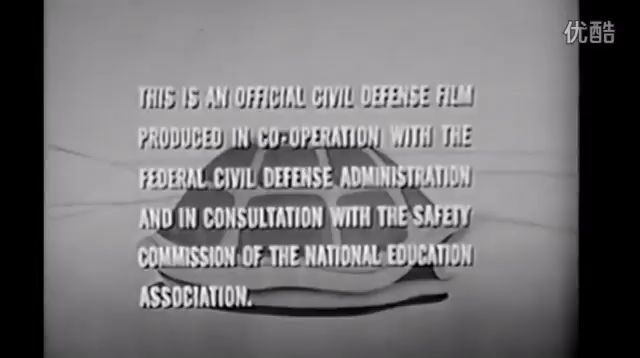 优酷
THIS IS AN OFFICIAL CIVIL DEFENSE FILM
PRODUCED IN CO-OPERATION WITH THE
FEDERAL CIVIL DEFENSE ADMINISTRATION
AND IN CONSULTATION WITH THE SAFETY
COMMISSION OF THE NATIONAL EDUCATION
ASSOCIATION.